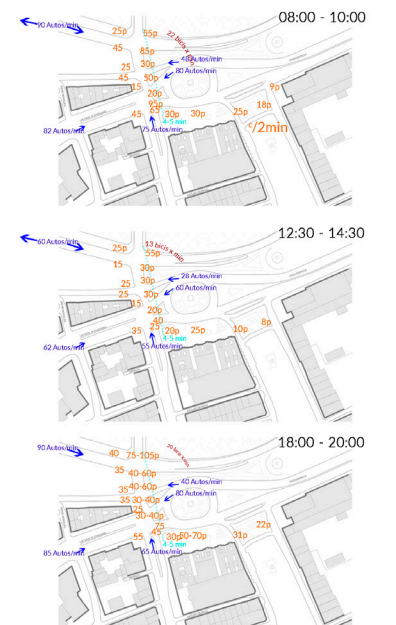 08:00 - 10:00
90 Autos/min
25p
55p
22 bicis x min
45
85p
48 Autos/min
25
30p
80 Autos/min
45
50p
15
9p
20p
95p
18p
45
65
30p
30p
25p
4-5 min
</2min
82 Autos/min
75 Autos/min
12:30 - 14:30
60 Autos/min
25p
13 bicis x min
55p
15
30p
30p
28 Autos/min
25
60 Autos/min
25
30p
15
20p
40
8p
35
25
20p
25p
10p
4-5 min
62 Autos/min
55 Autos/min
18:00 - 20:00
90 Autos/min
40
75-105p
35
40-60p
40 Autos/min
35
40-60p
80 Autos/min
35
30-40p
25
30-40p
75
22p
55
45
30p
50-70p
31p
4-5 min
85 Autos/min
65 Autos/min